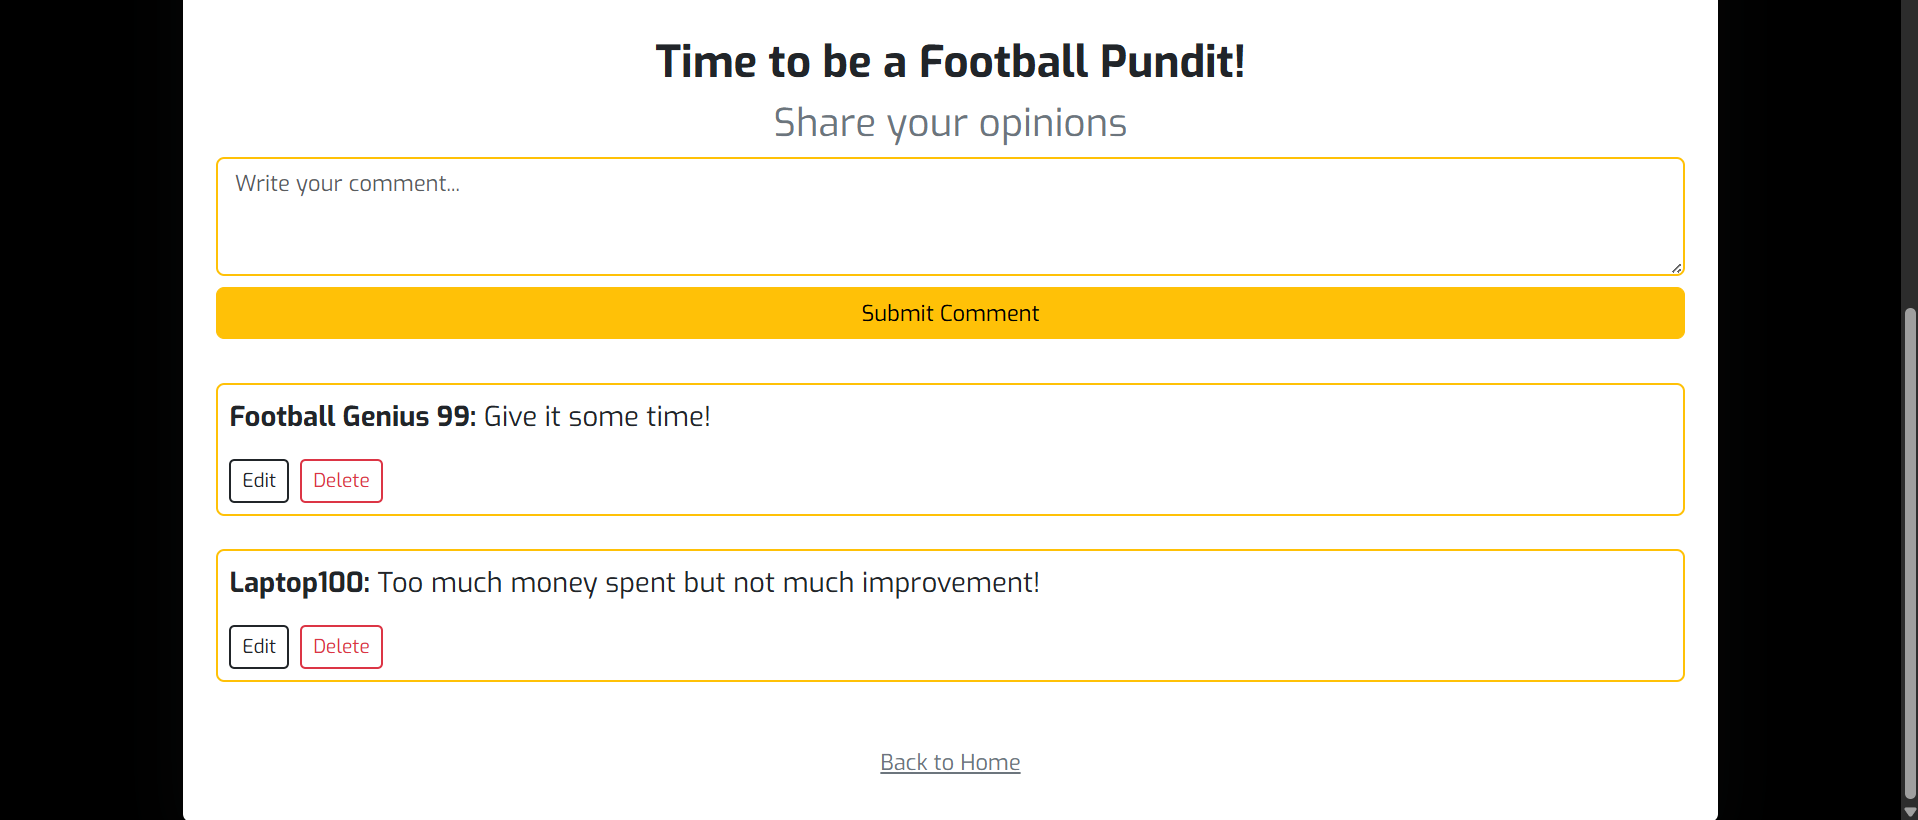 Time to be a Football Pundit!
Share your opinions
Write your comment...
Submit Comment
Football Genius 99: Give it some time!
Edit Delete
Laptop100: Too much money spent but not much improvement!
Edit Delete
Back to Home